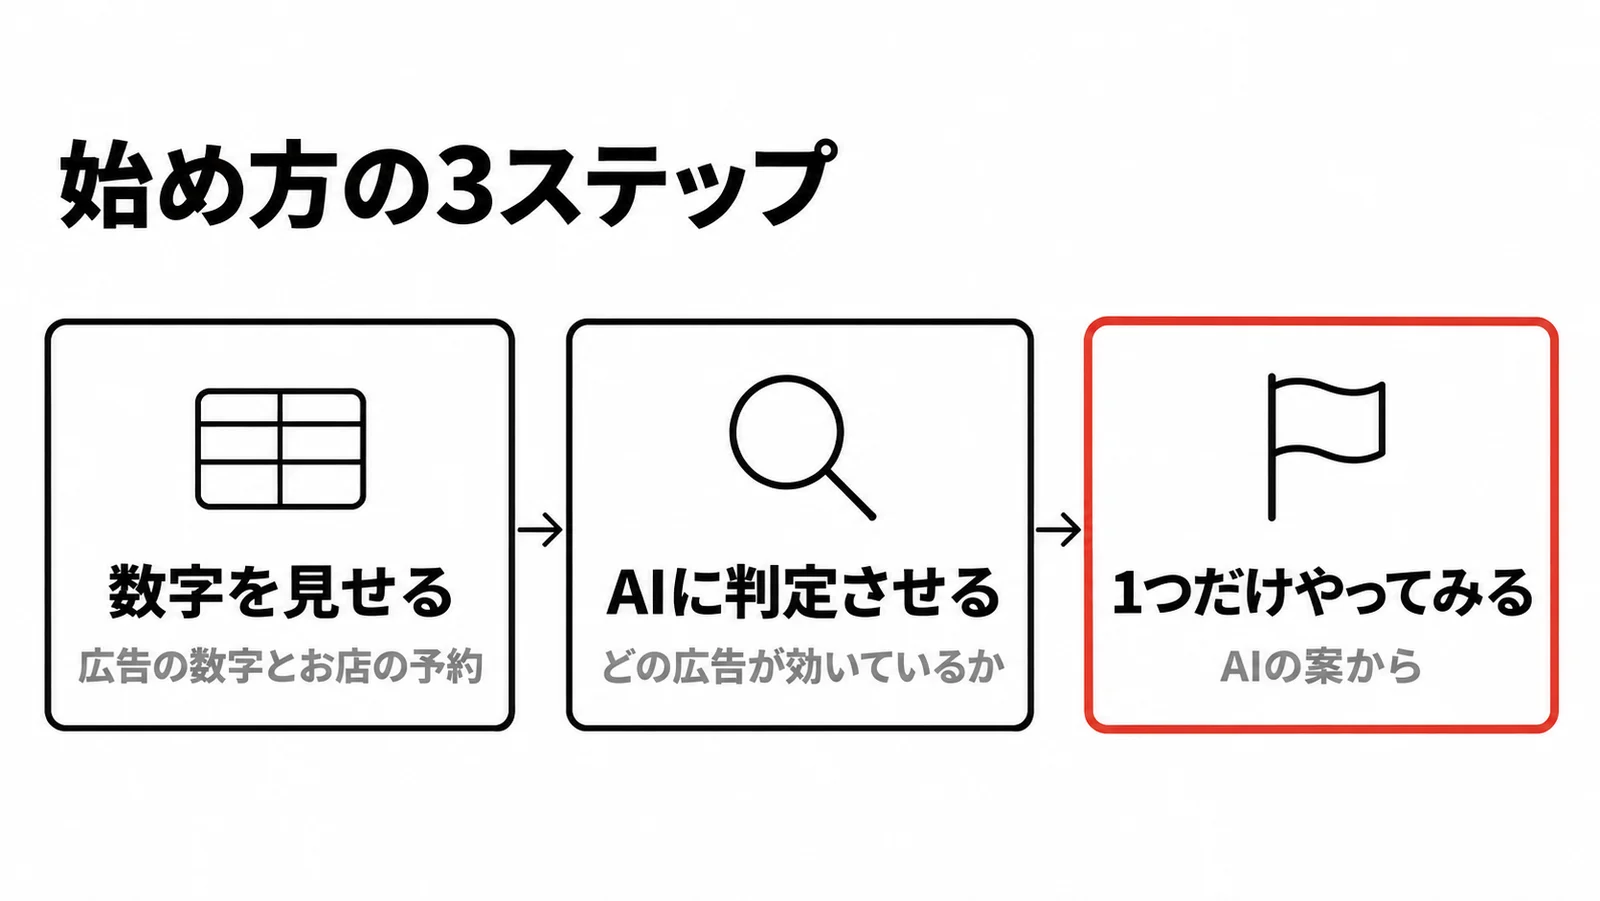 始め方の3ステップ
数字を見せる
広告の数字とお店の予約
AIに判定させる
どの広告が効いているか
1つだけやってみる
AIの案から